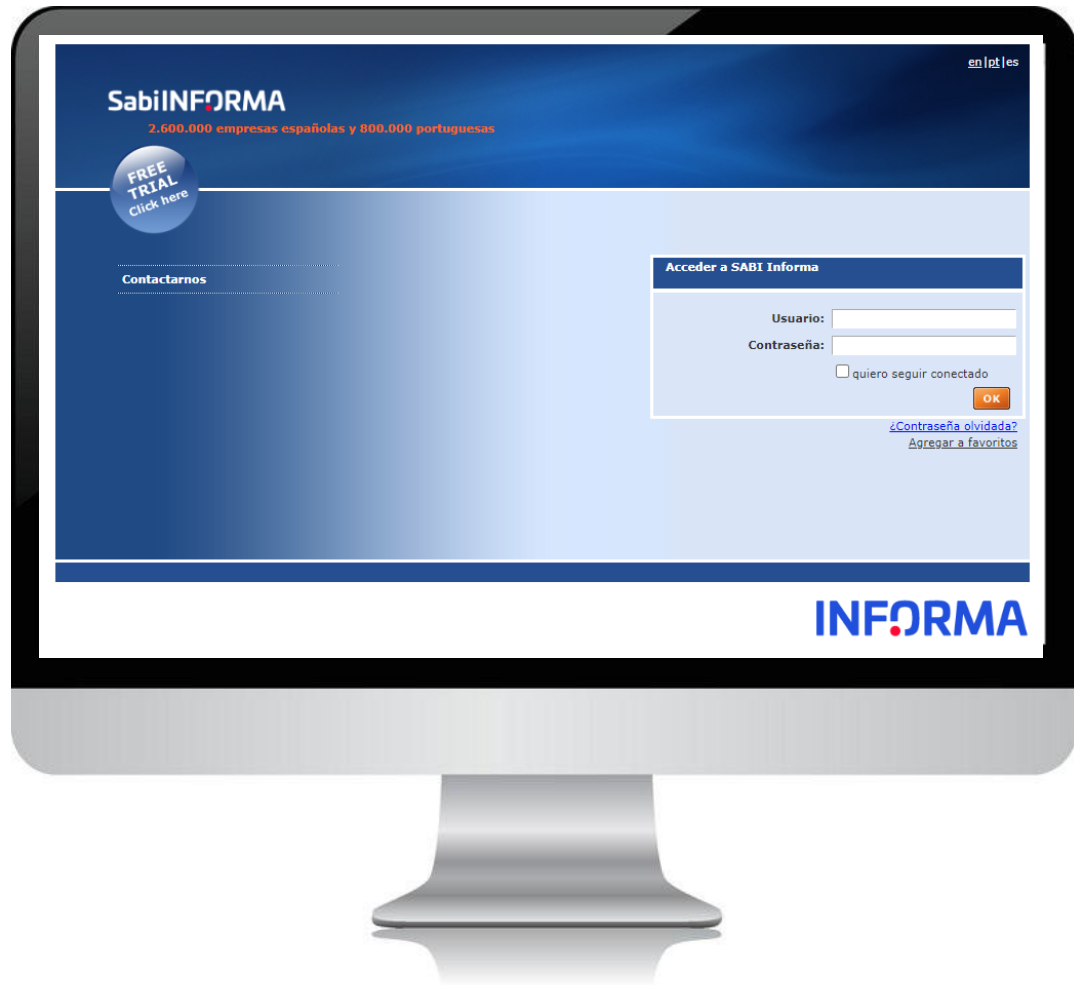 en|pt|es
SabiINFORMA
2.600.000 empresas españolas y 800.000 portuguesas
FREE
TRIAL
Click here
Contactarnos
Acceder a SABI Informa
Usuario:
Contraseña:
quiero seguir conectado
OK
¿Contraseña olvidada?
Agregar a favoritos
INFORMA